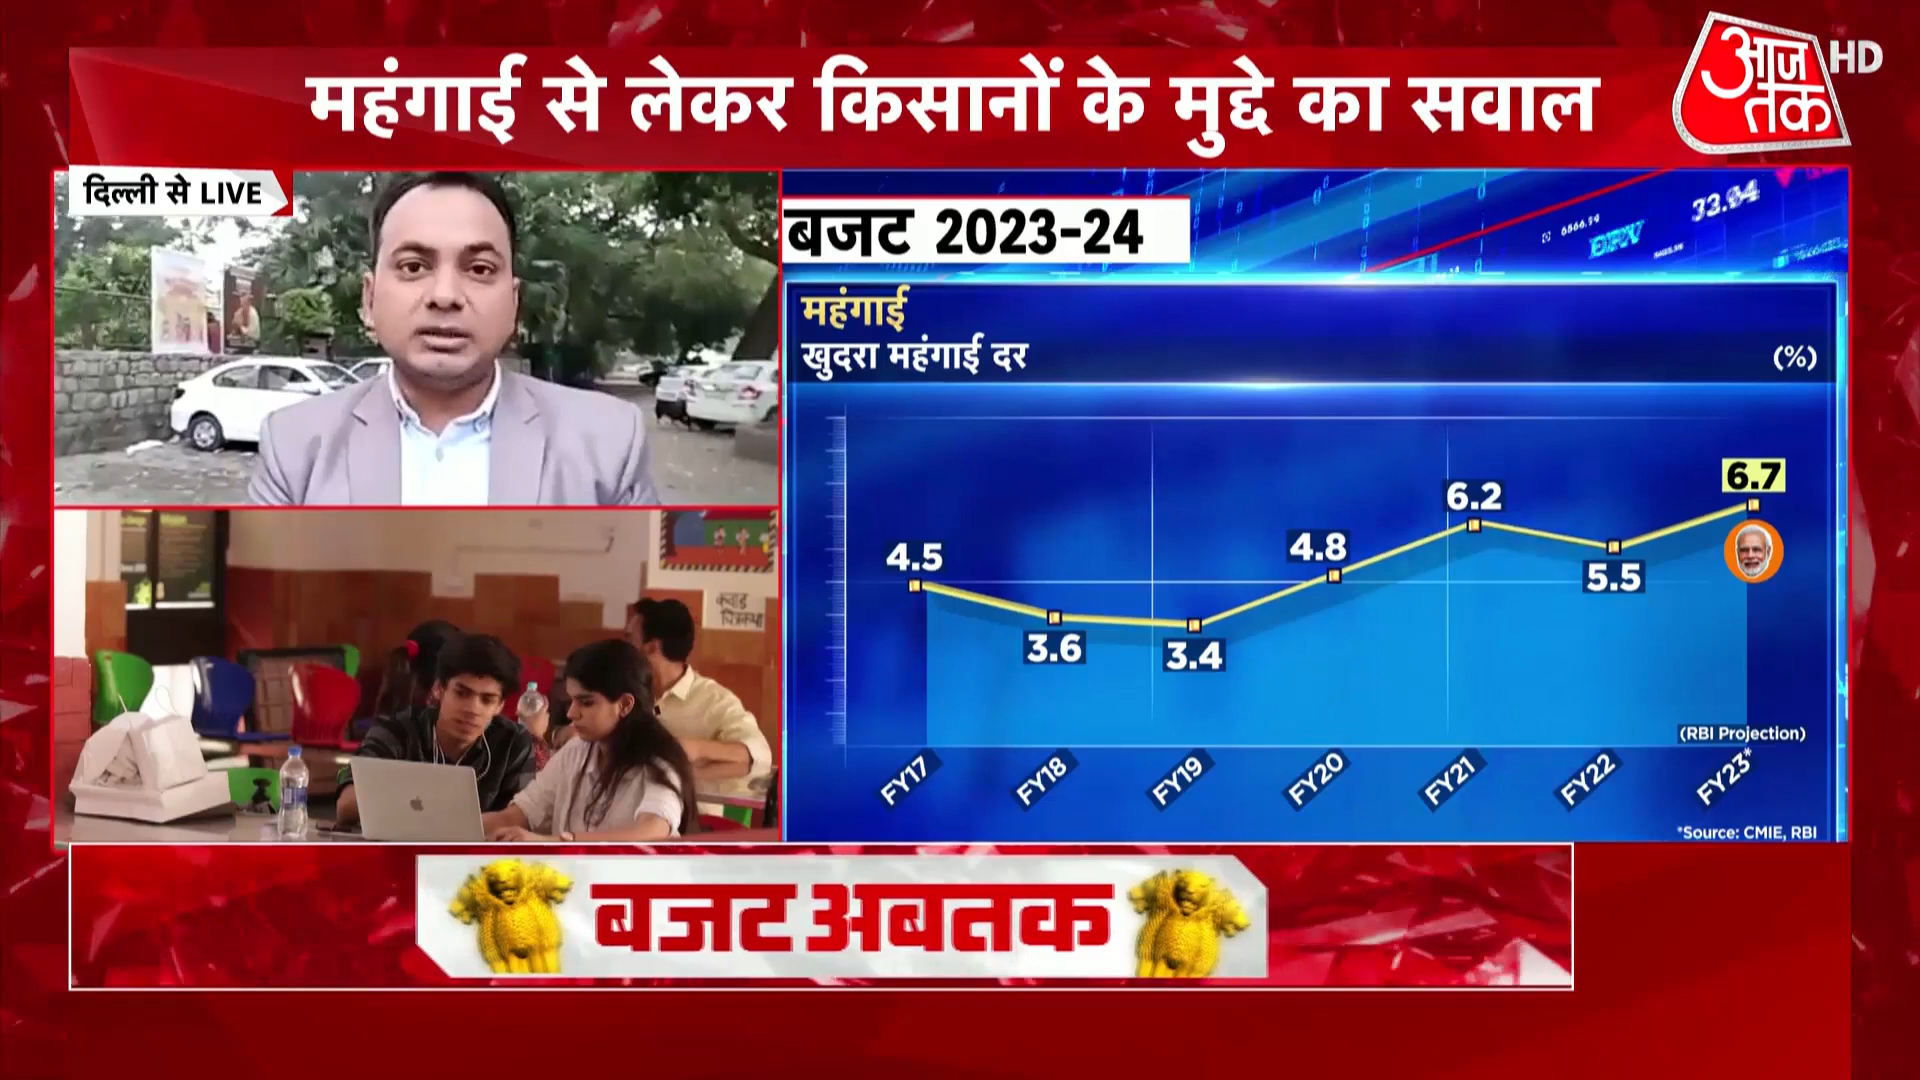 महंगाई से लेकर किसानों के मुद्दे का सवाल
आज
तक
HD
दिल्ली से LIVE
बजट 2023-24
33.94
महंगाई
खुदरा महंगाई दर
(%)
4.5
3.6
3.4
4.8
6.2
5.5
6.7
(RBI Projection)
FY17
FY18
FY19
FY20
FY21
FY22
FY23*
*Source: CMIE, RBI
बजट अबतक